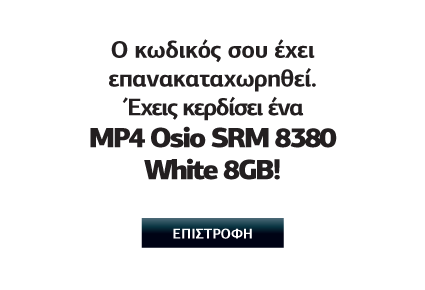 Ο κωδικός σου έχει
επανακαταχωρηθεί.
Έχεις κερδίσει ένα
MP4 Osio SRM 8380
White 8GB!
ΕΠΙΣΤΡΟΦΗ